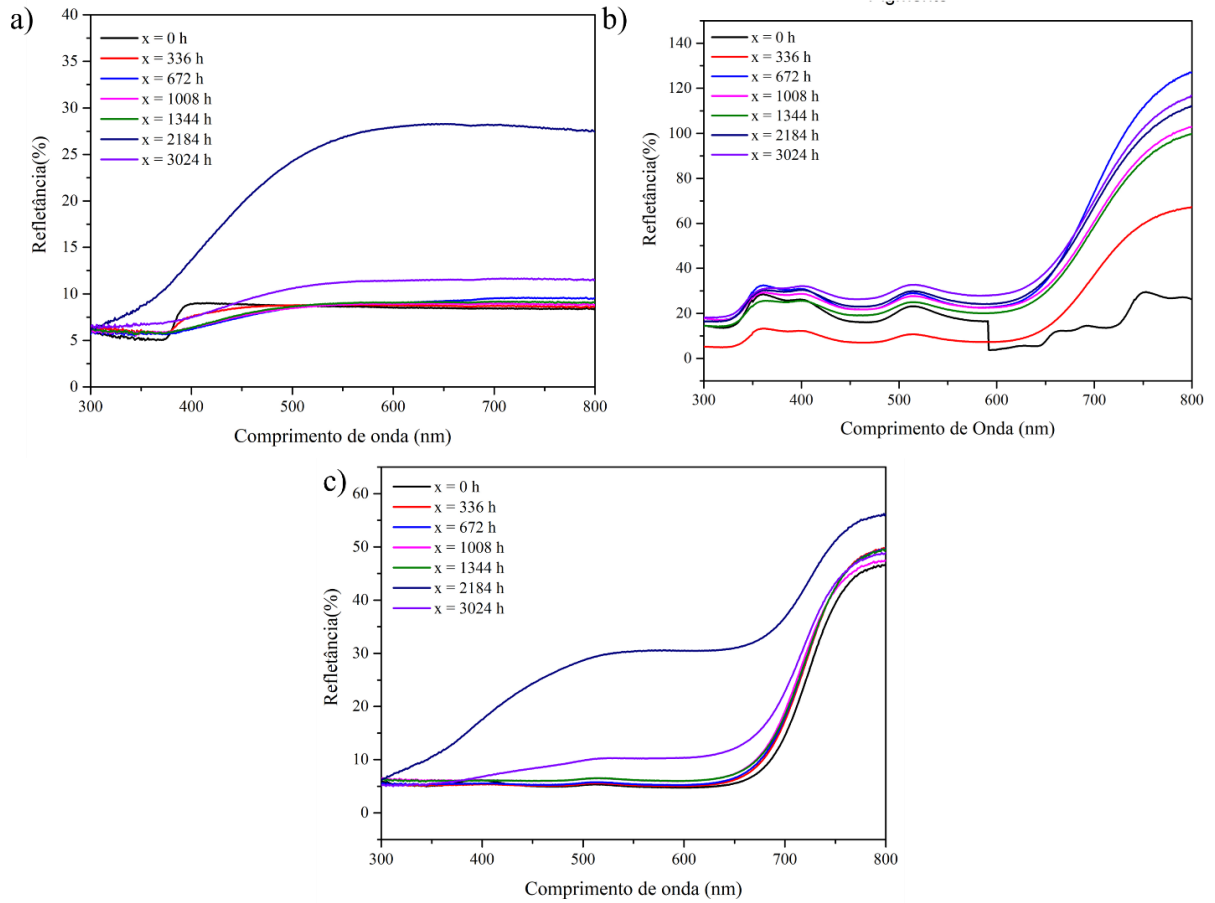 a)
40
35
30
25
20
15
10
5
0
Refletância(%)
x = 0 h
x = 336 h
x = 672 h
x = 1008 h
x = 1344 h
x = 2184 h
x = 3024 h
300 400 500 600 700 800
Comprimento de onda (nm)
b)
140
120
100
80
60
40
20
0
Refletância(%)
x = 0 h
x = 336 h
x = 672 h
x = 1008 h
x = 1344 h
x = 2184 h
x = 3024 h
300 400 500 600 700 800
Comprimento de Onda (nm)
c)
60
50
40
30
20
10
0
Refletância(%)
x = 0 h
x = 336 h
x = 672 h
x = 1008 h
x = 1344 h
x = 2184 h
x = 3024 h
300 400 500 600 700 800
Comprimento de onda (nm)